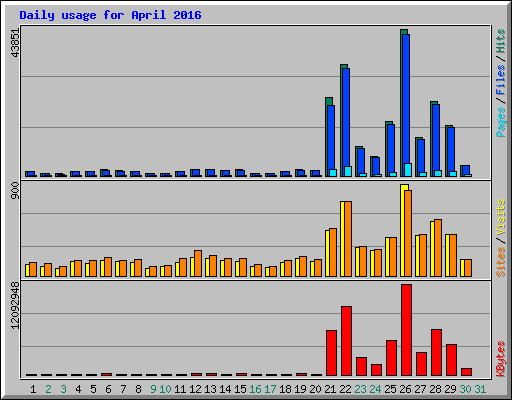 Daily usage for April 2016
43851
Pages / Files / Hits
900
Sites / Visits
12092948
KBytes
1 2 3 4 5 6 7 8 9 10 11 12 13 14 15 16 17 18 19 20 21 22 23 24 25 26 27 28 29 30 31